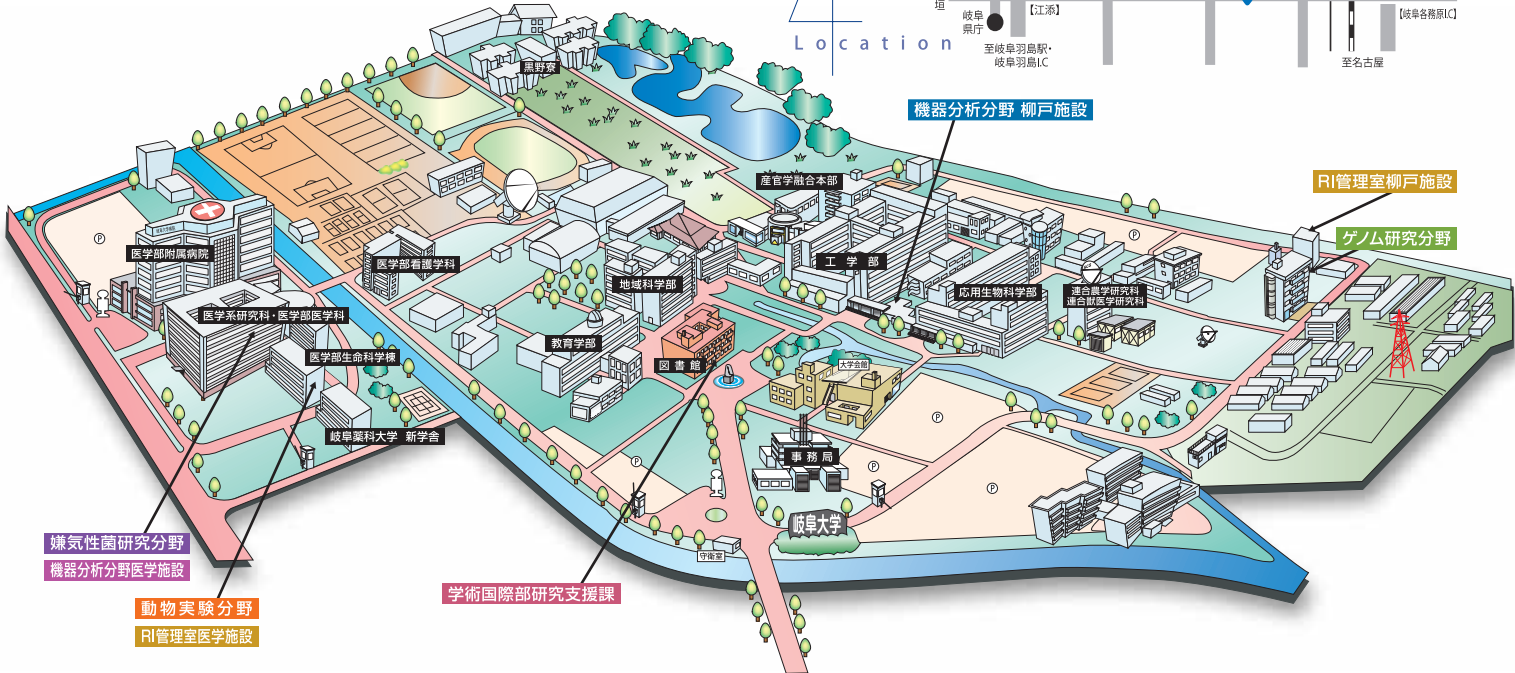 垣
岐阜
県庁
【江添】
【岐阜各務原I.C】
Location
至岐阜羽島駅・
岐阜羽島I.C
至名古屋
黒野寮
機器分析分野 柳戸施設
産官学融合本部
RI管理室柳戸施設
ゲノム研究分野
P
P
医学部附属病院
医学部看護学科
工学部
地域科学部
応用生物科学部
連合農学研究科
連合獣医学研究科
医学系研究科・医学部医学科
教育学部
医学部生命科学棟
図書館
大学会館
P
岐阜薬科大学 新学舎
事務局
P
P
P
岐阜大学
守衛室
嫌気性菌研究分野
機器分析分野医学施設
学術国際部研究支援課
動物実験分野
RI管理室医学施設